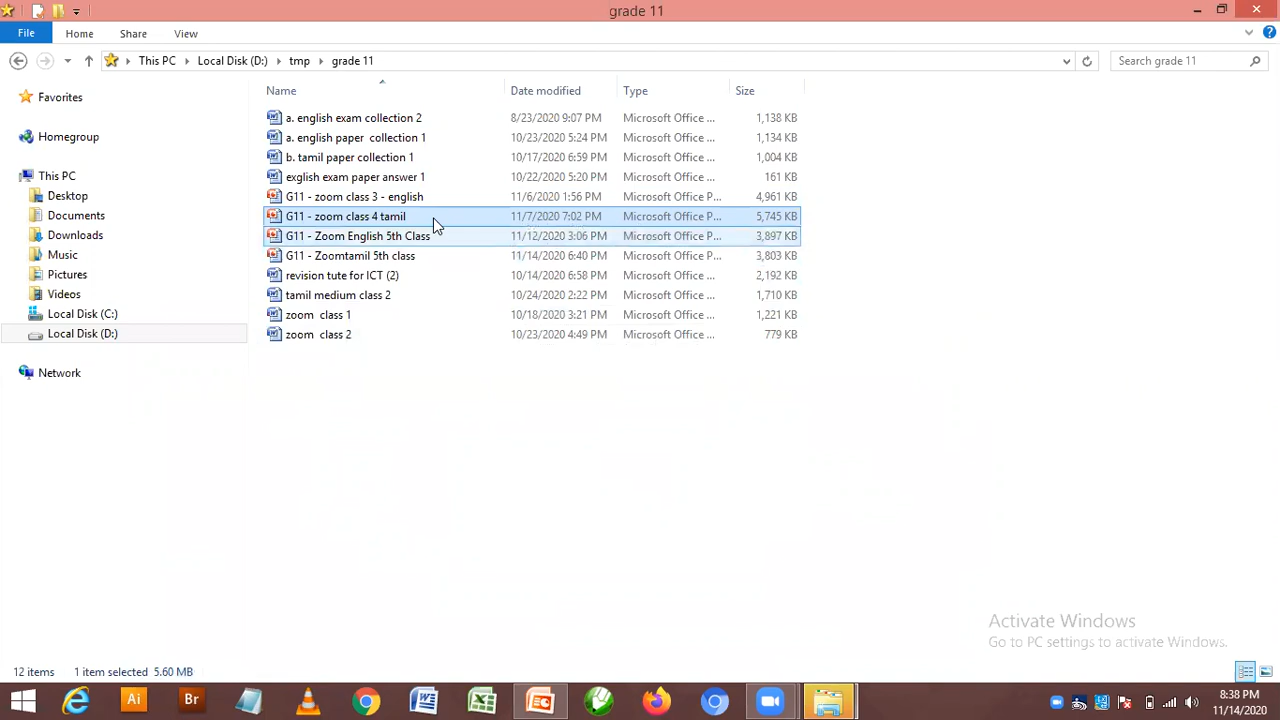 grade 11
File Home Share View
This PC Local Disk (D:) tmp grade 11 Search grade 11
Name Date modified Type Size
Favorites
Homegroup
This PC
Desktop
Documents
Downloads
Music
Pictures
Videos
Local Disk (C:)
Local Disk (D:)
Network
a. english exam collection 2 8/23/2020 9:07 PM Microsoft Office ... 1,138 KB
a. english paper  collection 1 10/23/2020 5:24 PM Microsoft Office ... 1,134 KB
b. tamil paper collection 1 10/17/2020 6:59 PM Microsoft Office ... 1,004 KB
exglish exam paper answer 1 10/22/2020 5:20 PM Microsoft Office ... 161 KB
G11 - zoom class 3 - english 11/6/2020 1:56 PM Microsoft Office P... 4,961 KB
G11 - zoom class 4 tamil 11/7/2020 7:02 PM Microsoft Office P... 5,745 KB
G11 - Zoom English 5th Class 11/12/2020 3:06 PM Microsoft Office P... 3,897 KB
G11 - Zoomtamil 5th class 11/14/2020 6:40 PM Microsoft Office P... 3,803 KB
revision tute for ICT (2) 10/14/2020 6:58 PM Microsoft Office ... 2,192 KB
tamil medium class 2 10/24/2020 2:22 PM Microsoft Office ... 1,710 KB
zoom  class 1 10/18/2020 3:21 PM Microsoft Office ... 1,221 KB
zoom  class 2 10/23/2020 4:49 PM Microsoft Office ... 779 KB
Activate Windows
Go to PC settings to activate Windows.
12 items 1 item selected 5.60 MB
Ai Br
8:38 PM
11/14/2020